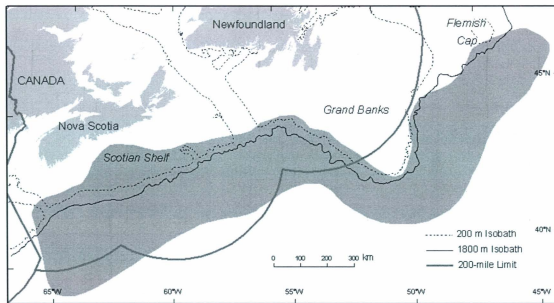 Newfoundland
Flemish
Cap
CANADA
45°N
Grand Banks
Nova Scotia
Scotian Shelf
40°N
200 m Isobath
1800 m Isobath
200-mile Limit
0 100 200 300 km
65°W 60°W 55°W 50°W 45°W